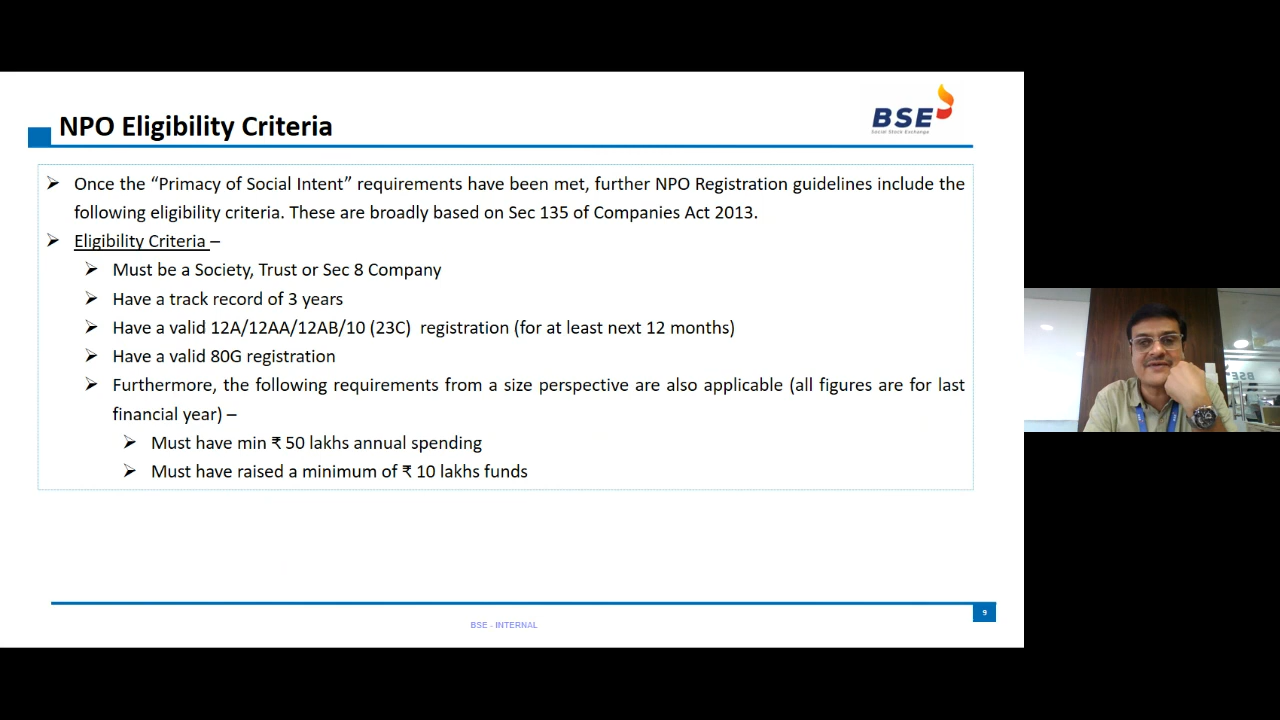 NPO Eligibility Criteria
BSE
Social Stock Exchange
➢ Once the “Primacy of Social Intent” requirements have been met, further NPO Registration guidelines include the
following eligibility criteria. These are broadly based on Sec 135 of Companies Act 2013.
➢ Eligibility Criteria –
➢ Must be a Society, Trust or Sec 8 Company
➢ Have a track record of 3 years
➢ Have a valid 12A/12AA/12AB/10 (23C) registration (for at least next 12 months)
➢ Have a valid 80G registration
➢ Furthermore, the following requirements from a size perspective are also applicable (all figures are for last
financial year) –
➢ Must have min ₹ 50 lakhs annual spending
➢ Must have raised a minimum of ₹ 10 lakhs funds
9
BSE - INTERNAL